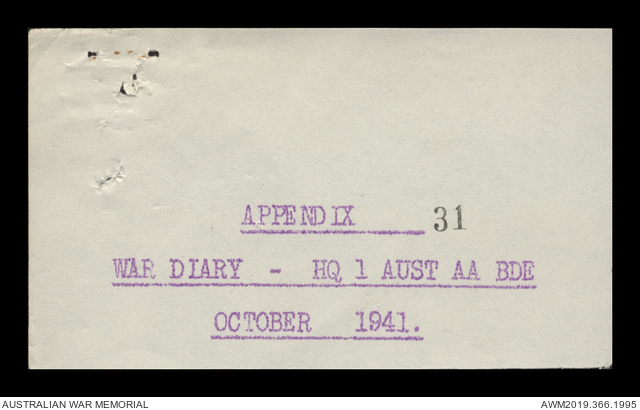 APPENDIX 31
WAR DIARY - HQ 1 AUST AA BDE
OCTOBER 1941.
AUSTRALIAN WAR MEMORIAL AWM2019.366.1995